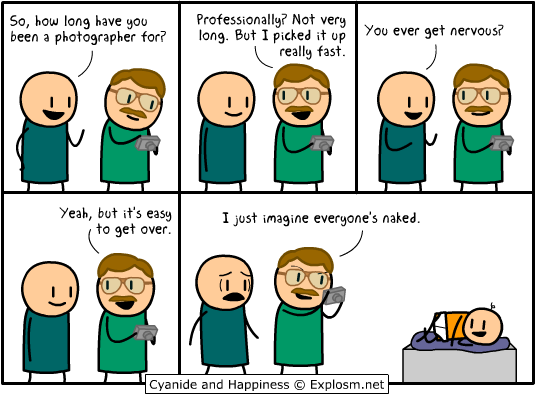 So, how long have you
been a photographer for?
Professionally? Not very
long. But I picked it up
really fast.
You ever get nervous?
Yeah, but it's easy
to get over.
I just imagine everyone's naked.
Cyanide and Happiness © Explosm.net